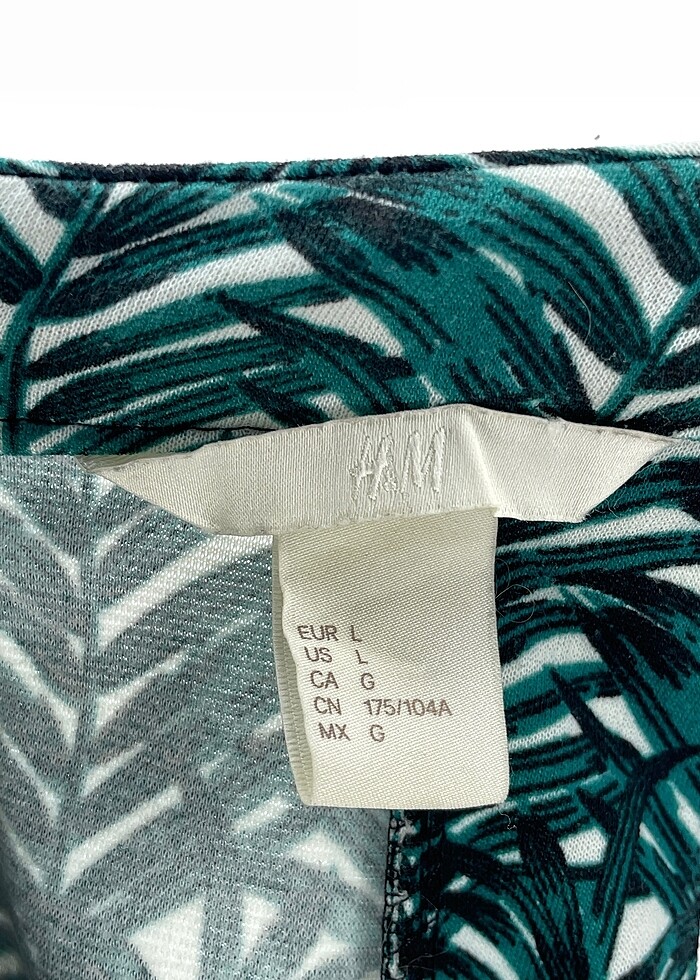 H&M
EUR L
US L
CA G
CN 175/104A
MX G